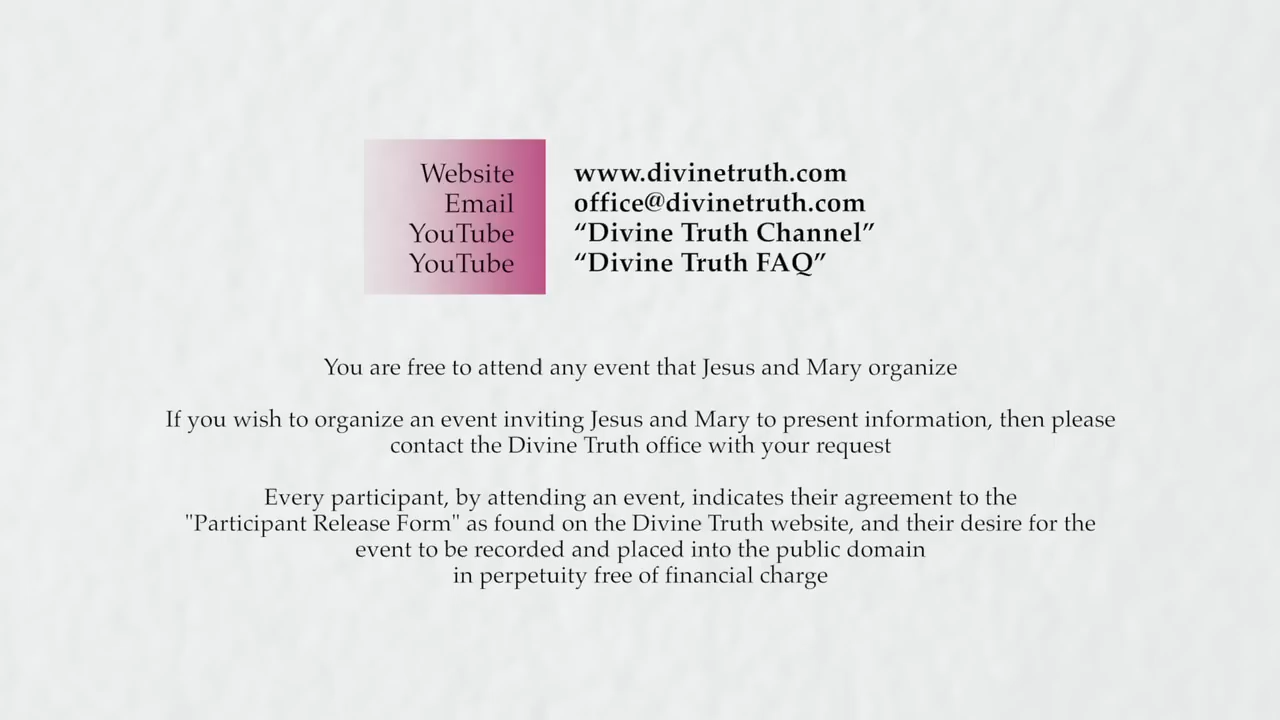 Website www.divinetruth.com
Email office@divinetruth.com
YouTube “Divine Truth Channel”
YouTube “Divine Truth FAQ”
You are free to attend any event that Jesus and Mary organize
If you wish to organize an event inviting Jesus and Mary to present information, then please
contact the Divine Truth office with your request
Every participant, by attending an event, indicates their agreement to the
"Participant Release Form" as found on the Divine Truth website, and their desire for the
event to be recorded and placed into the public domain
in perpetuity free of financial charge